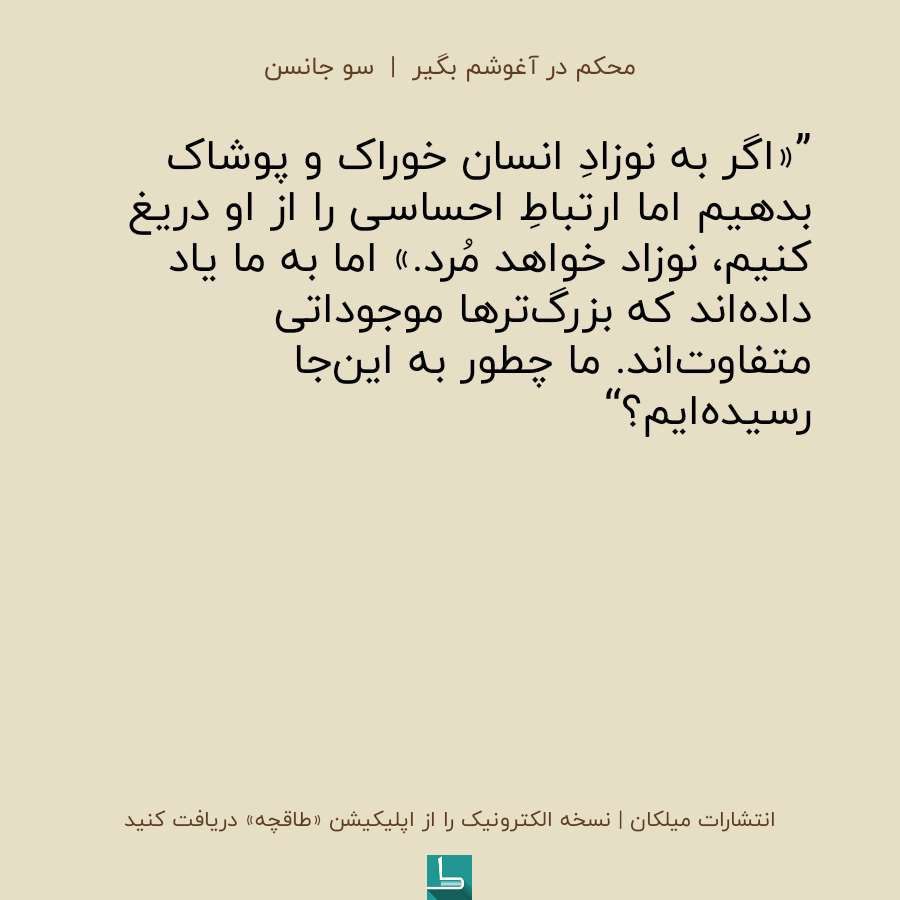 محکم در آغوشم بگیر | سو جانسن
”«اگر به نوزادِ انسان خوراک و پوشاک
بدهیم اما ارتباطِ احساسی را از او دریغ
کنیم، نوزاد خواهد مُرد.» اما به ما یاد
داده‌اند که بزرگ‌ترها موجوداتی
متفاوت‌اند. ما چطور به این‌جا
رسیده‌ایم؟“
انتشارات میلکان | نسخه الکترونیک را از اپلیکیشن «طاقچه» دریافت کنید